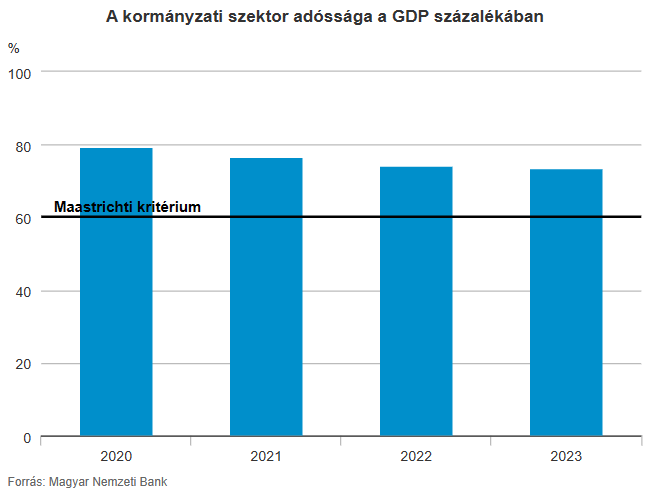 A kormányzati szektor adóssága a GDP százalékában
%
100
80
Maastrichti kritérium
60
40
20
0
2020 2021 2022 2023
Forrás: Magyar Nemzeti Bank